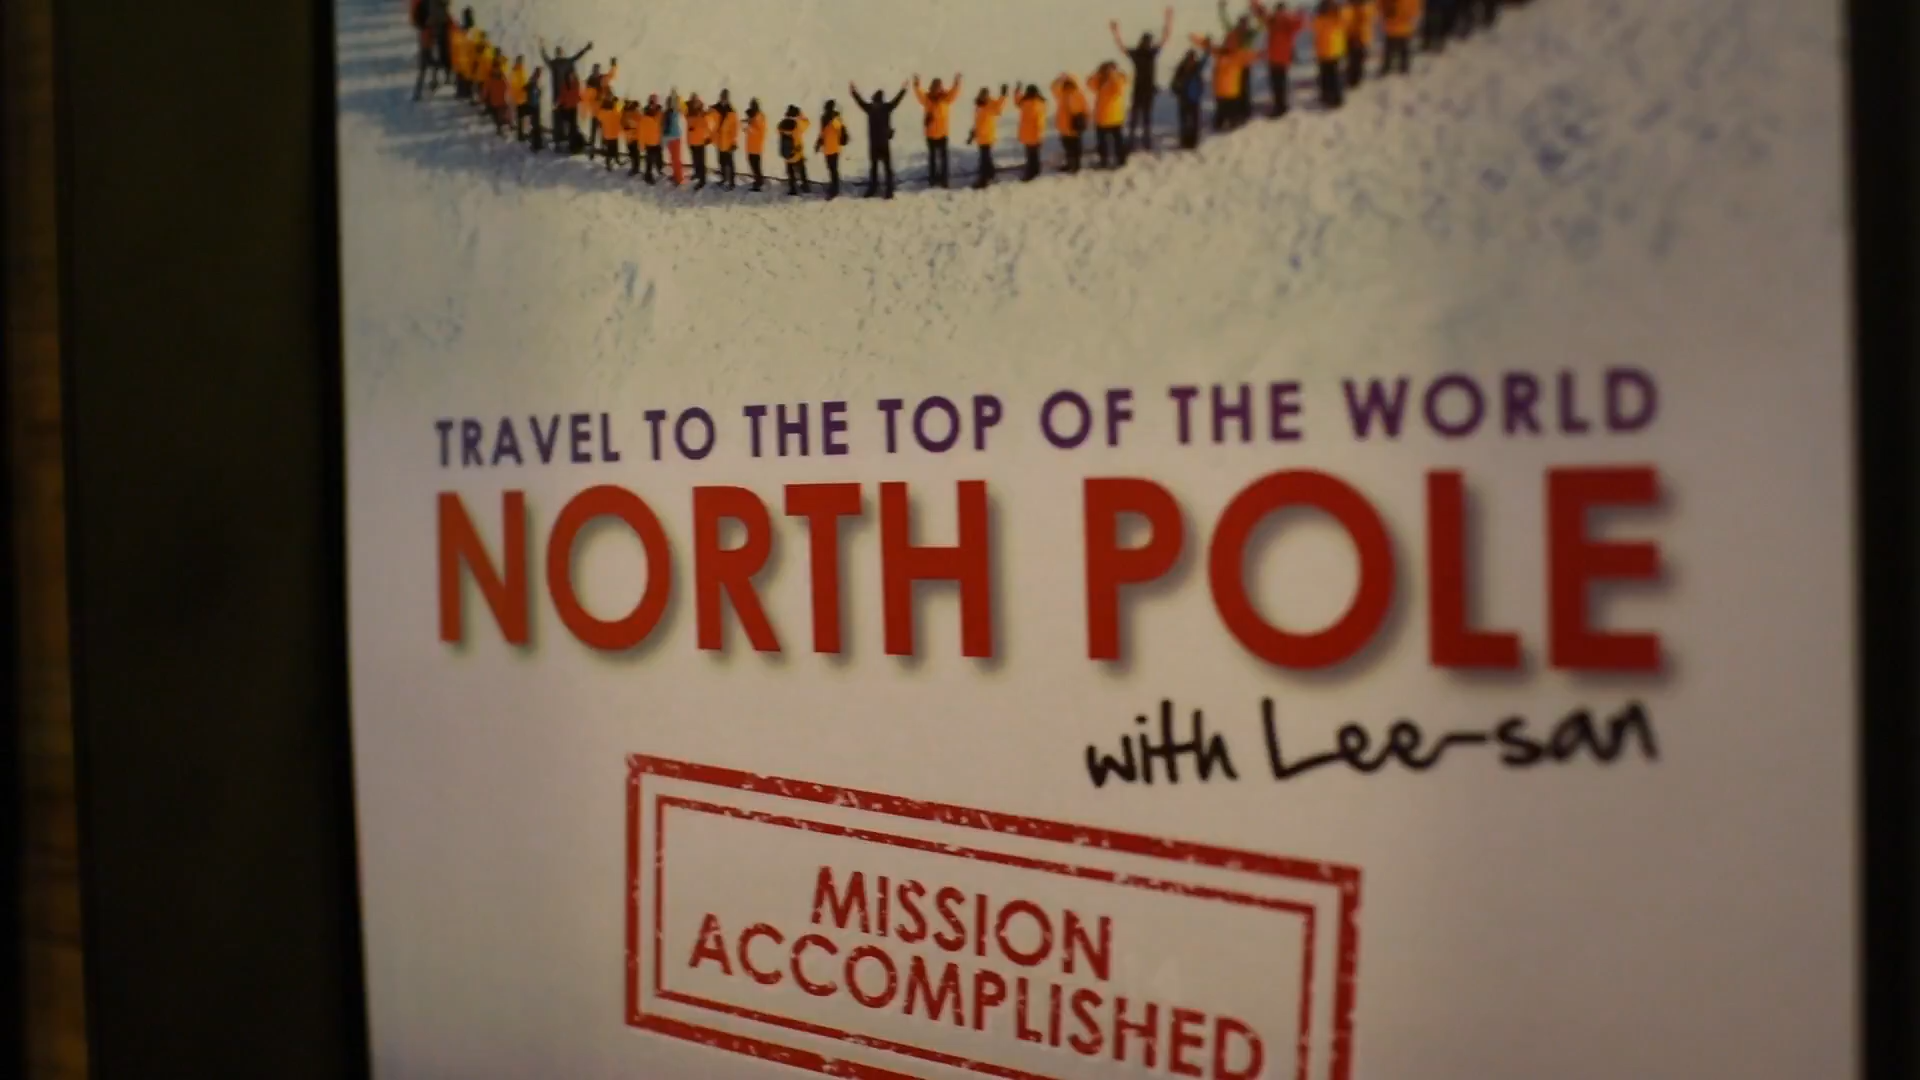 TRAVEL TO THE TOP OF THE WORLD
NORTH POLE
with Lee-san
MISSION
ACCOMPLISHED